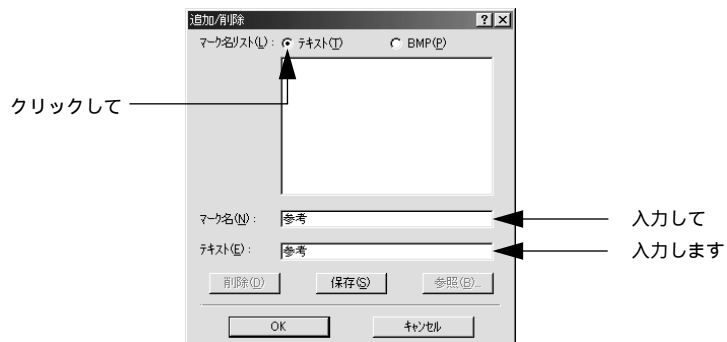 追加/削除
マーク名リスト(L): テキスト(T) BMP(P)
クリックして
マーク名(N): 参考 入力して
テキスト(E): 参考 入力します
削除(D) 保存(S) 参照(B)...
OK キャンセル